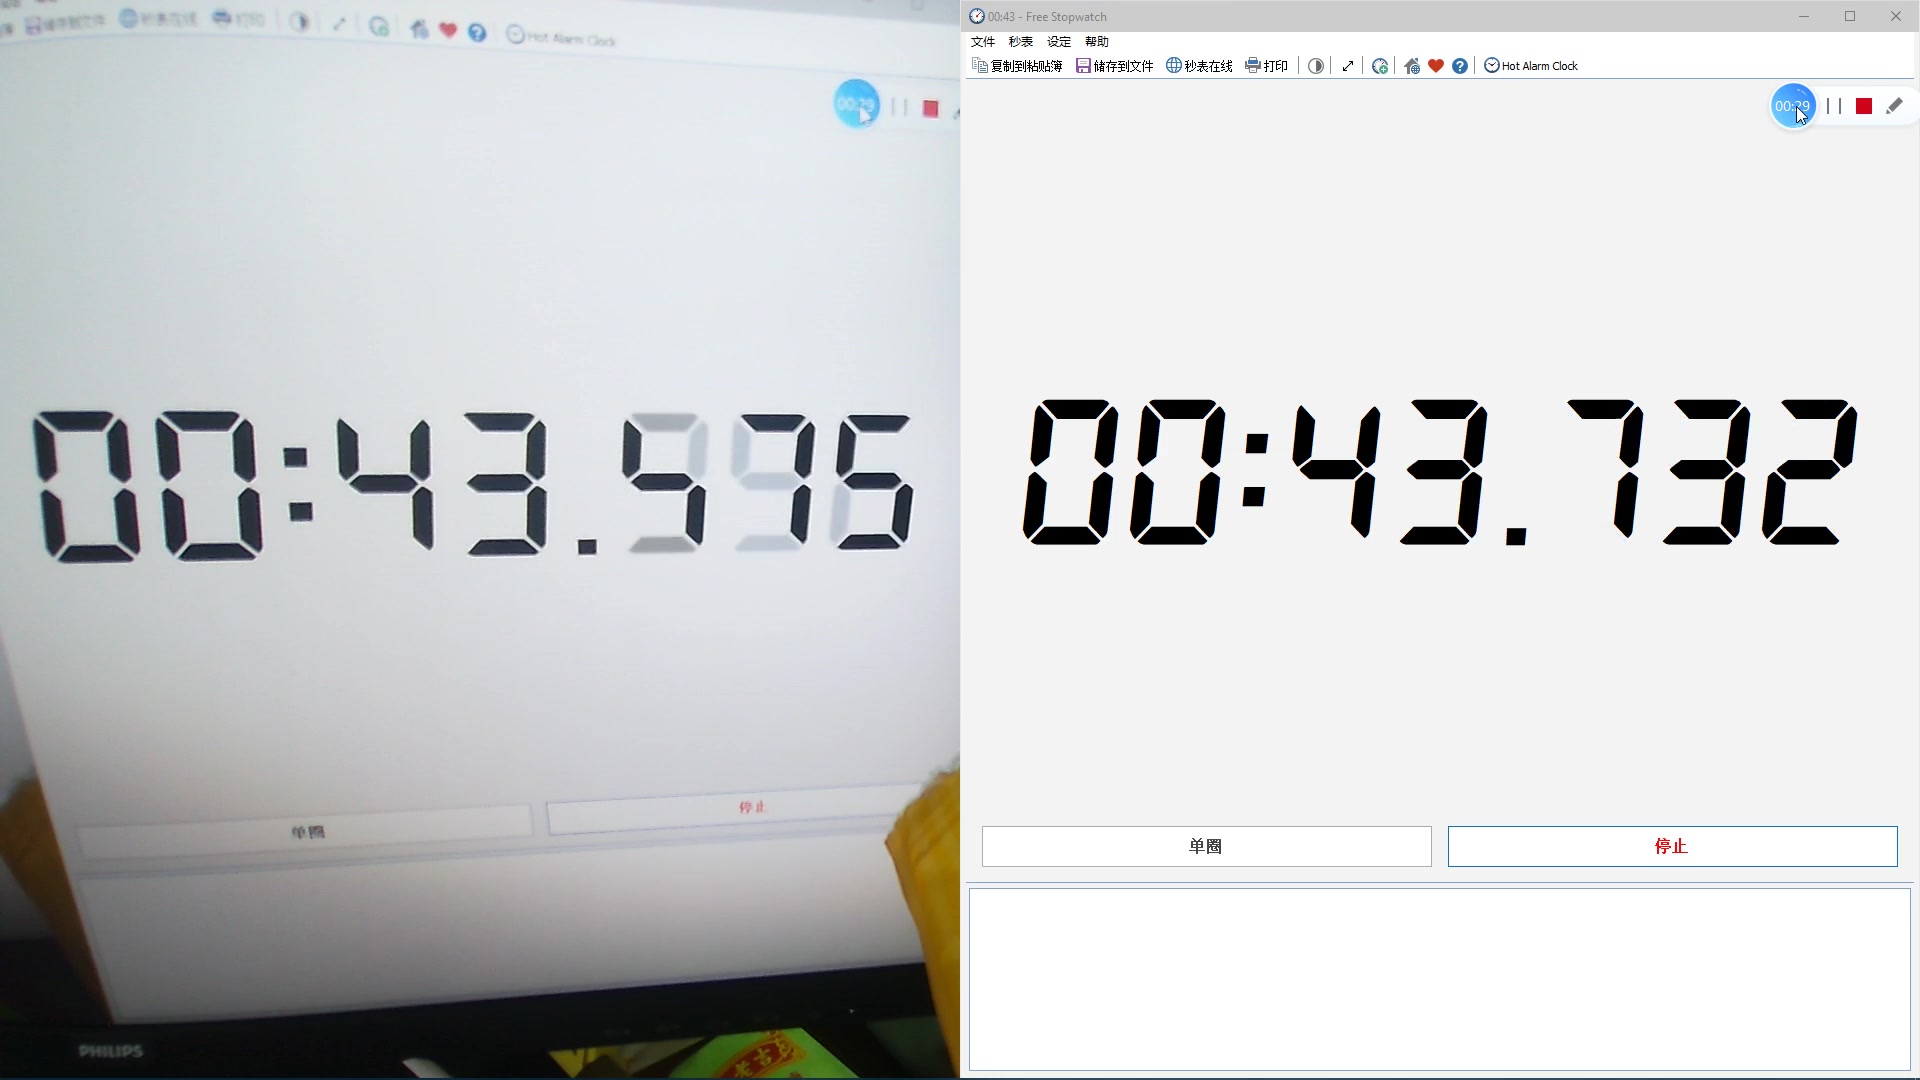 储存到文件 秒表在线 打印 Hot Alarm Clock
00:29
00:43.
单圈 停止
PHILIPS
00:43 - Free Stopwatch
文件 秒表 设定 帮助
复制到粘贴簿 储存到文件 秒表在线 打印 Hot Alarm Clock
00:29
00:43.732
单圈 停止